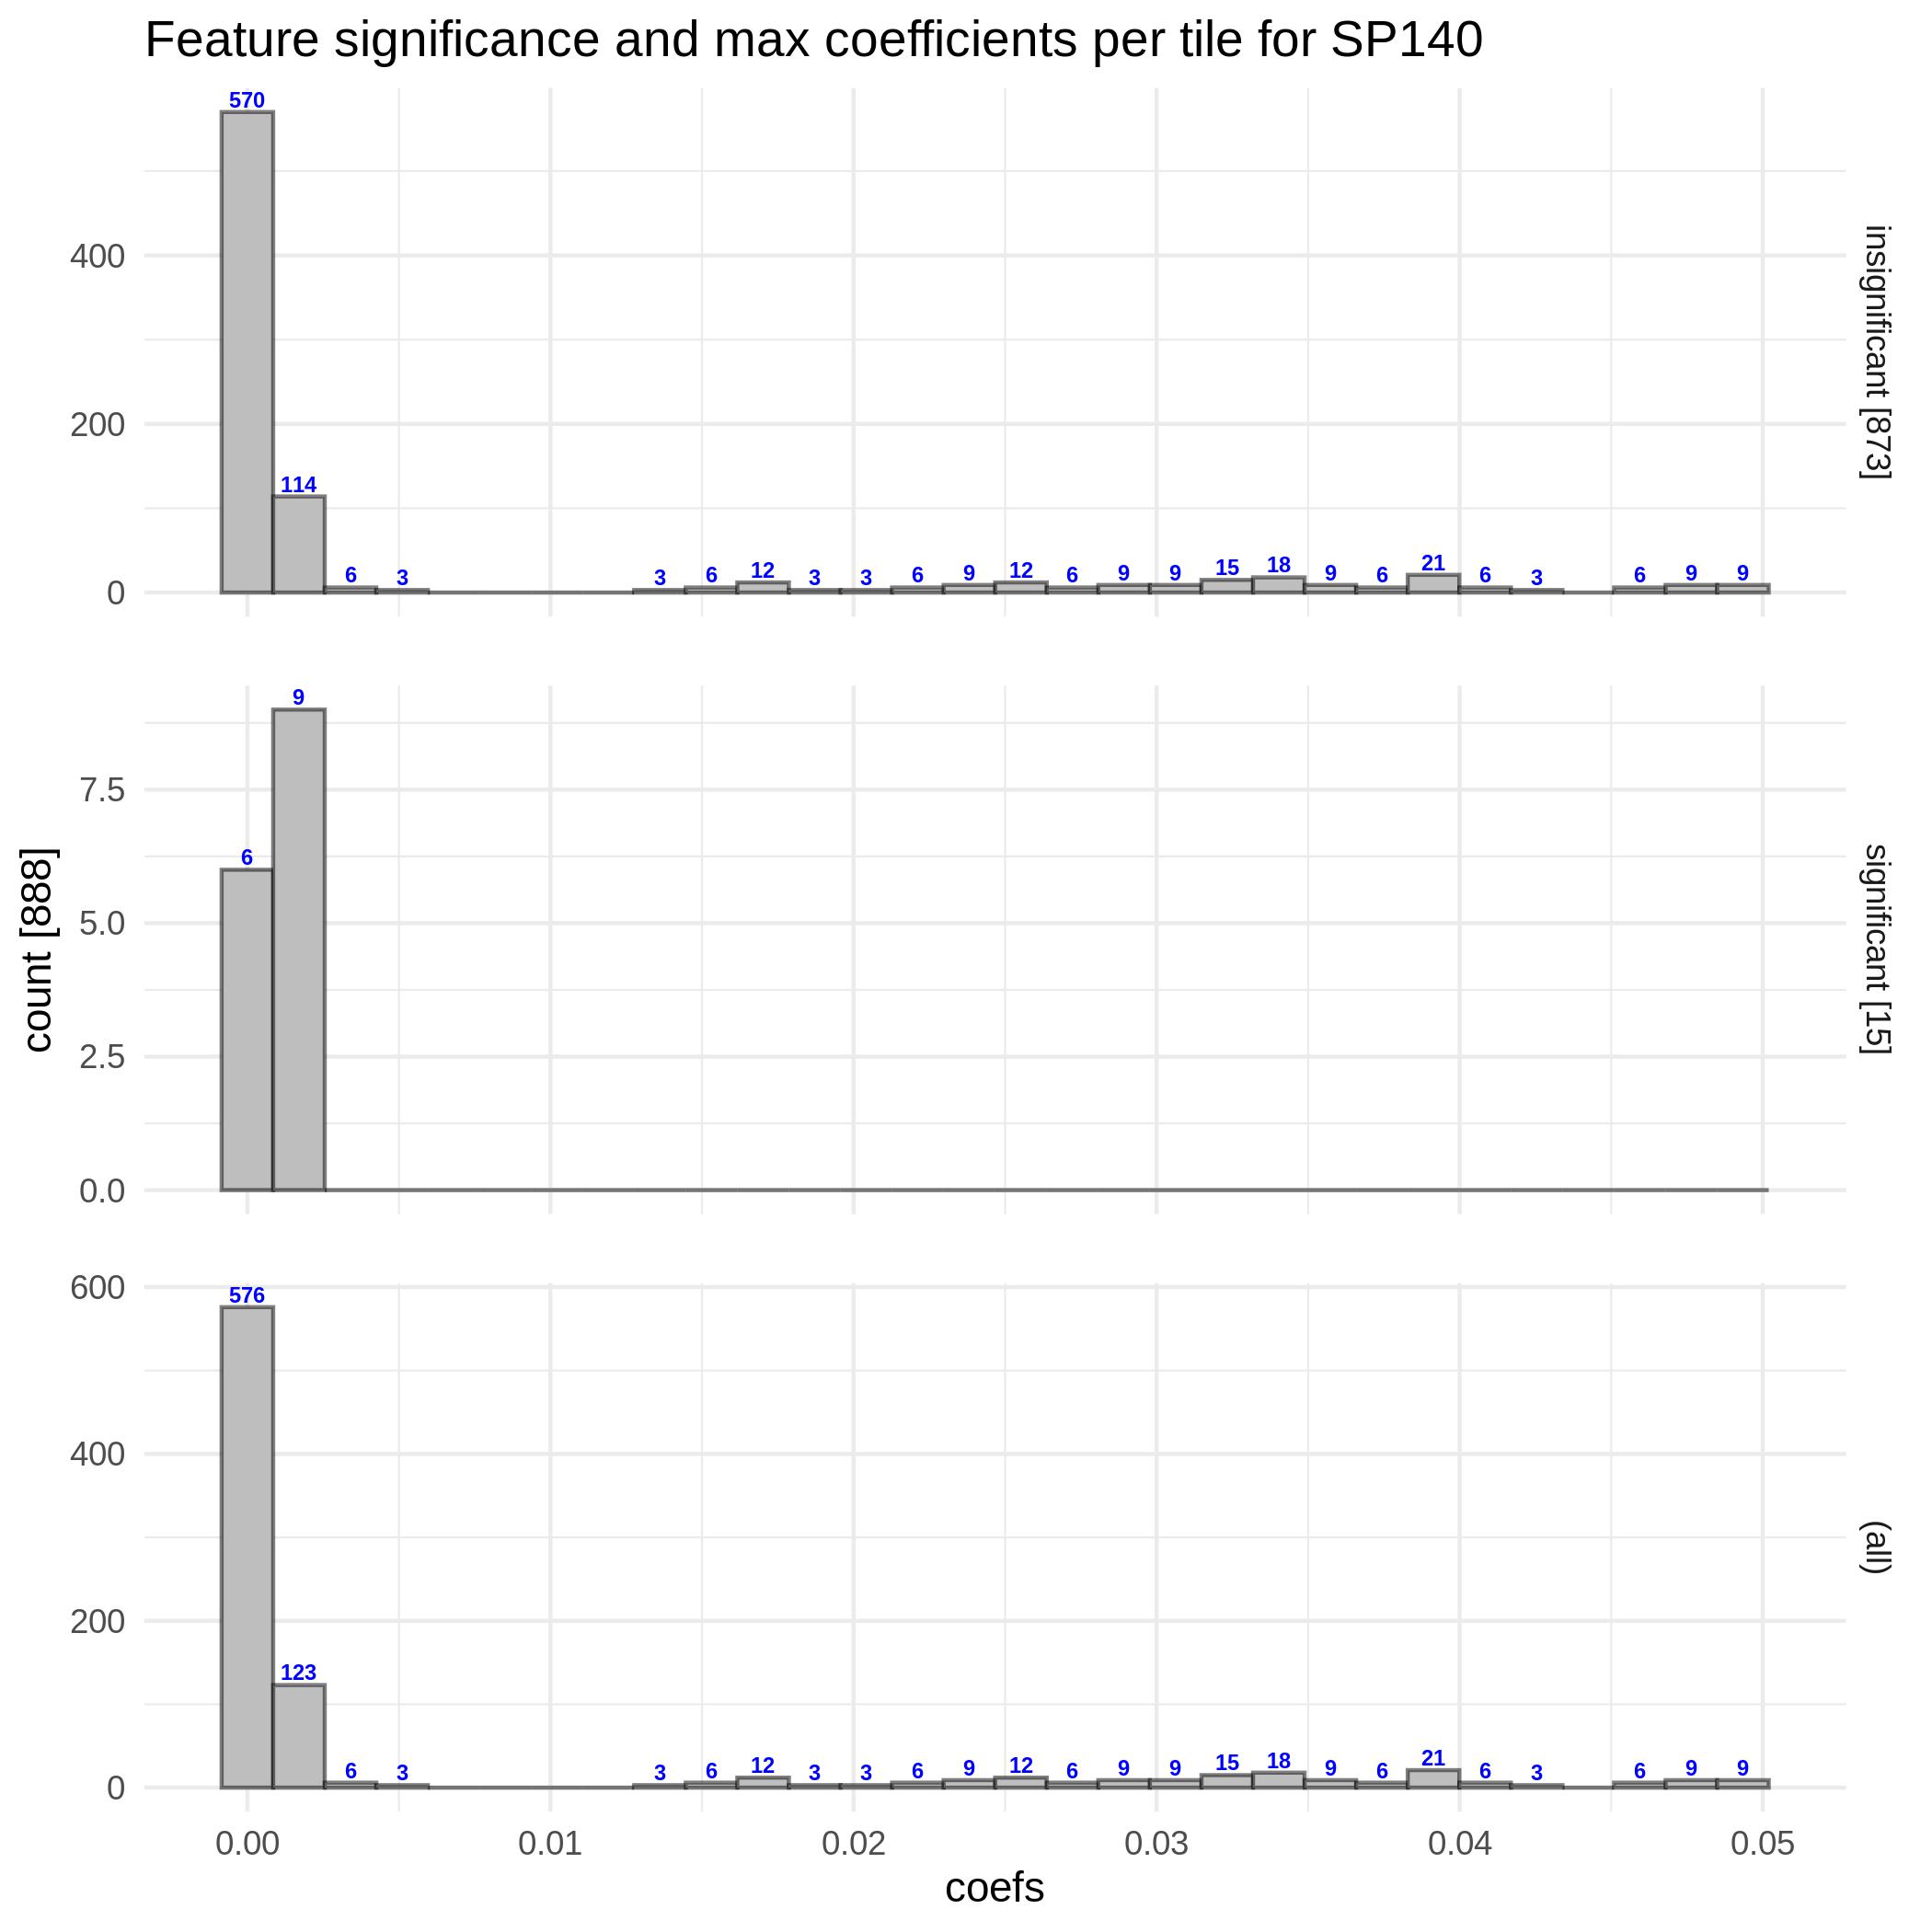 Feature significance and max coefficients per tile for SP140
570
114
6 3 3 6 12 3 3 6 9 12 6 9 9 15 18 9 6 21 6 3 6 9 9
400
200
0
insignificant [873]
9
6
7.5
5.0
2.5
0.0
significant [15]
count [888]
576
123
6 3 3 6 12 3 3 6 9 12 6 9 9 15 18 9 6 21 6 3 6 9 9
600
400
200
0
(all)
0.00 0.01 0.02 0.03 0.04 0.05
coefs